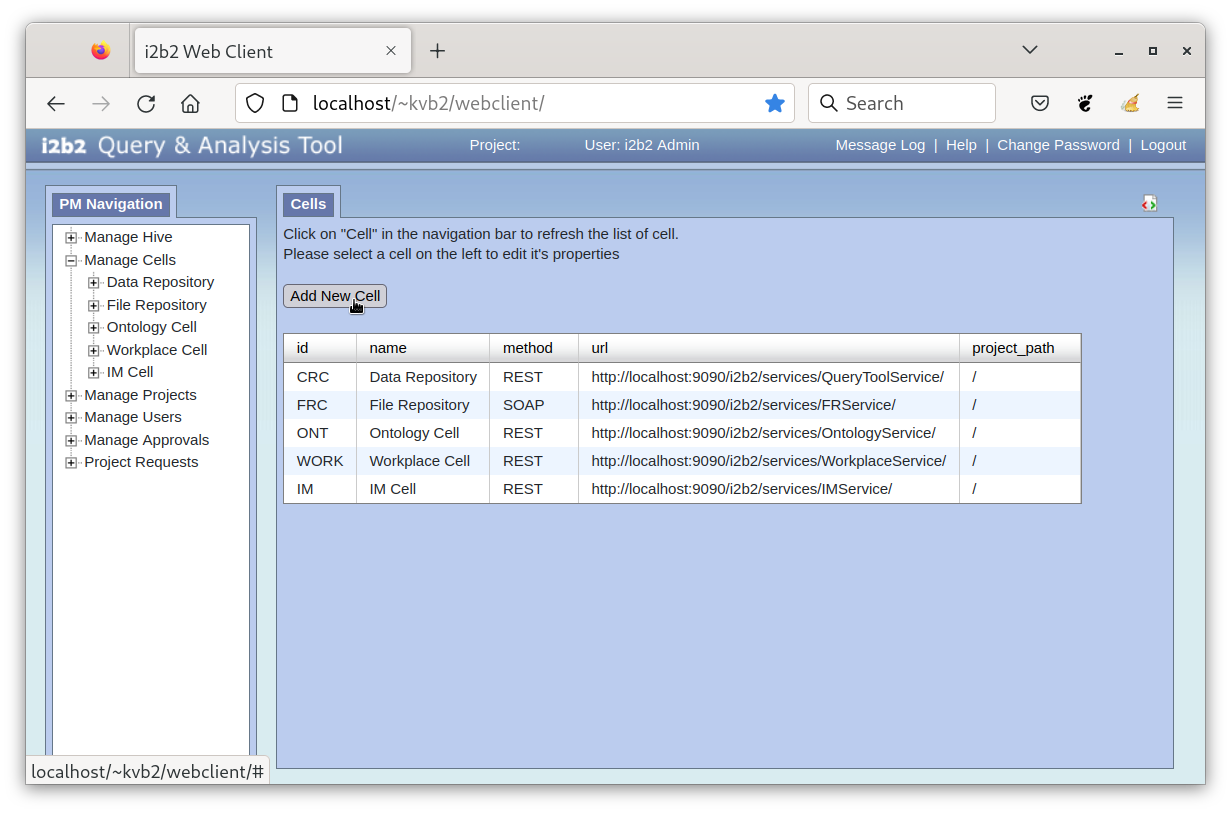 i2b2 Web Client
localhost/~kvb2/webclient/
Search
i2b2 Query & Analysis Tool
Project:
User: i2b2 Admin
Message Log | Help | Change Password | Logout
PM Navigation
Manage Hive
Manage Cells
Data Repository
File Repository
Ontology Cell
Workplace Cell
IM Cell
Manage Projects
Manage Users
Manage Approvals
Project Requests
Cells
Click on "Cell" in the navigation bar to refresh the list of cell.
Please select a cell on the left to edit it's properties
Add New Cell
id name method url project_path
CRC Data Repository REST http://localhost:9090/i2b2/services/QueryToolService/ /
FRC File Repository SOAP http://localhost:9090/i2b2/services/FRService/ /
ONT Ontology Cell REST http://localhost:9090/i2b2/services/OntologyService/ /
WORK Workplace Cell REST http://localhost:9090/i2b2/services/WorkplaceService/ /
IM IM Cell REST http://localhost:9090/i2b2/services/IMService/ /
localhost/~kvb2/webclient/#